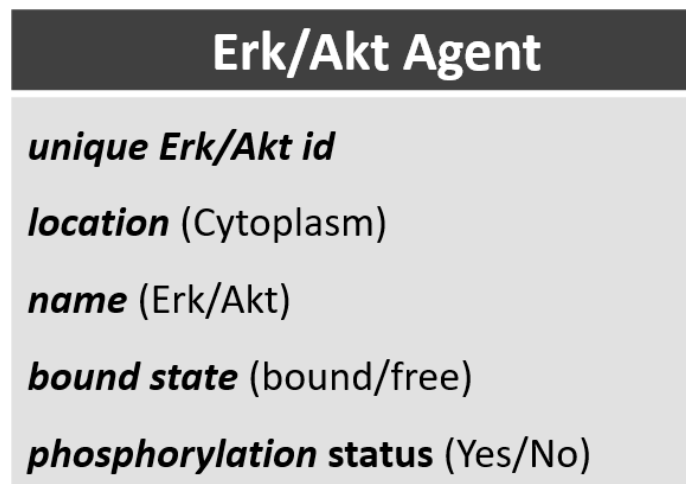 Erk/Akt Agent
unique Erk/Akt id
location (Cytoplasm)
name (Erk/Akt)
bound state (bound/free)
phosphorylation status (Yes/No)